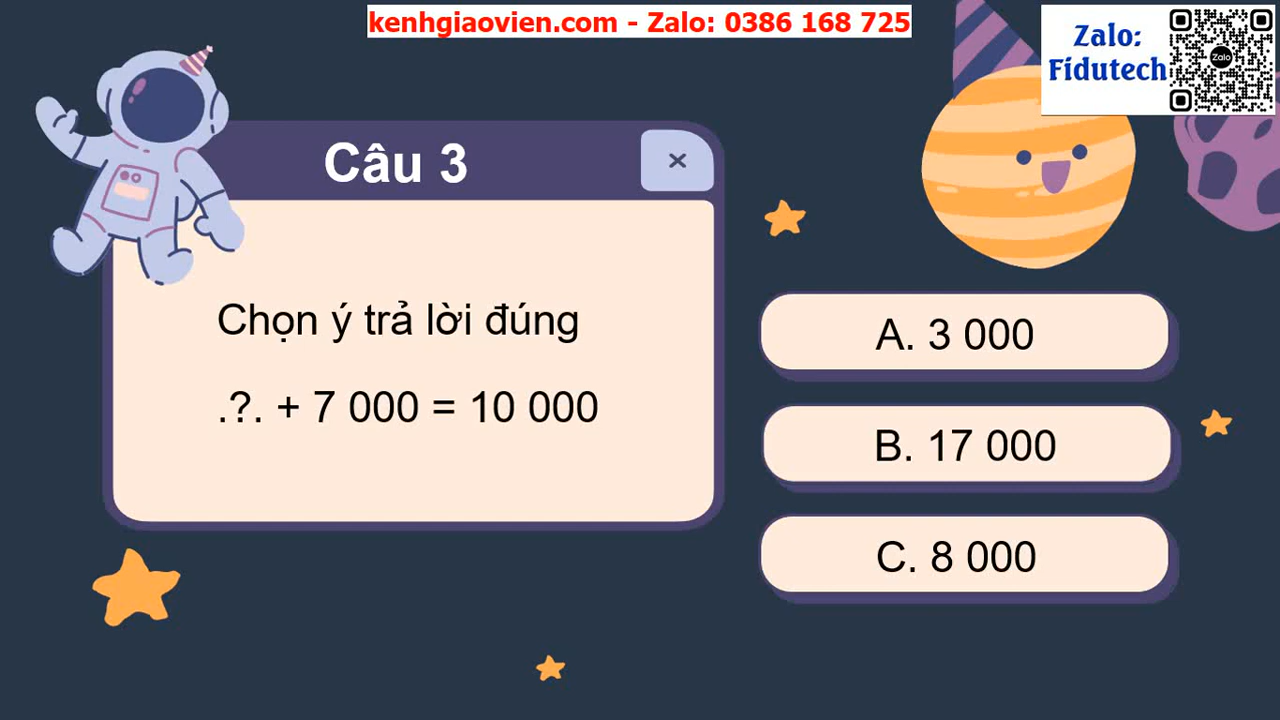 kenhgiaovien.com - Zalo: 0386 168 725
Zalo:
Fidutech
Zalo
Câu 3
×
Chọn ý trả lời đúng
.?. + 7 000 = 10 000
A. 3 000
B. 17 000
C. 8 000